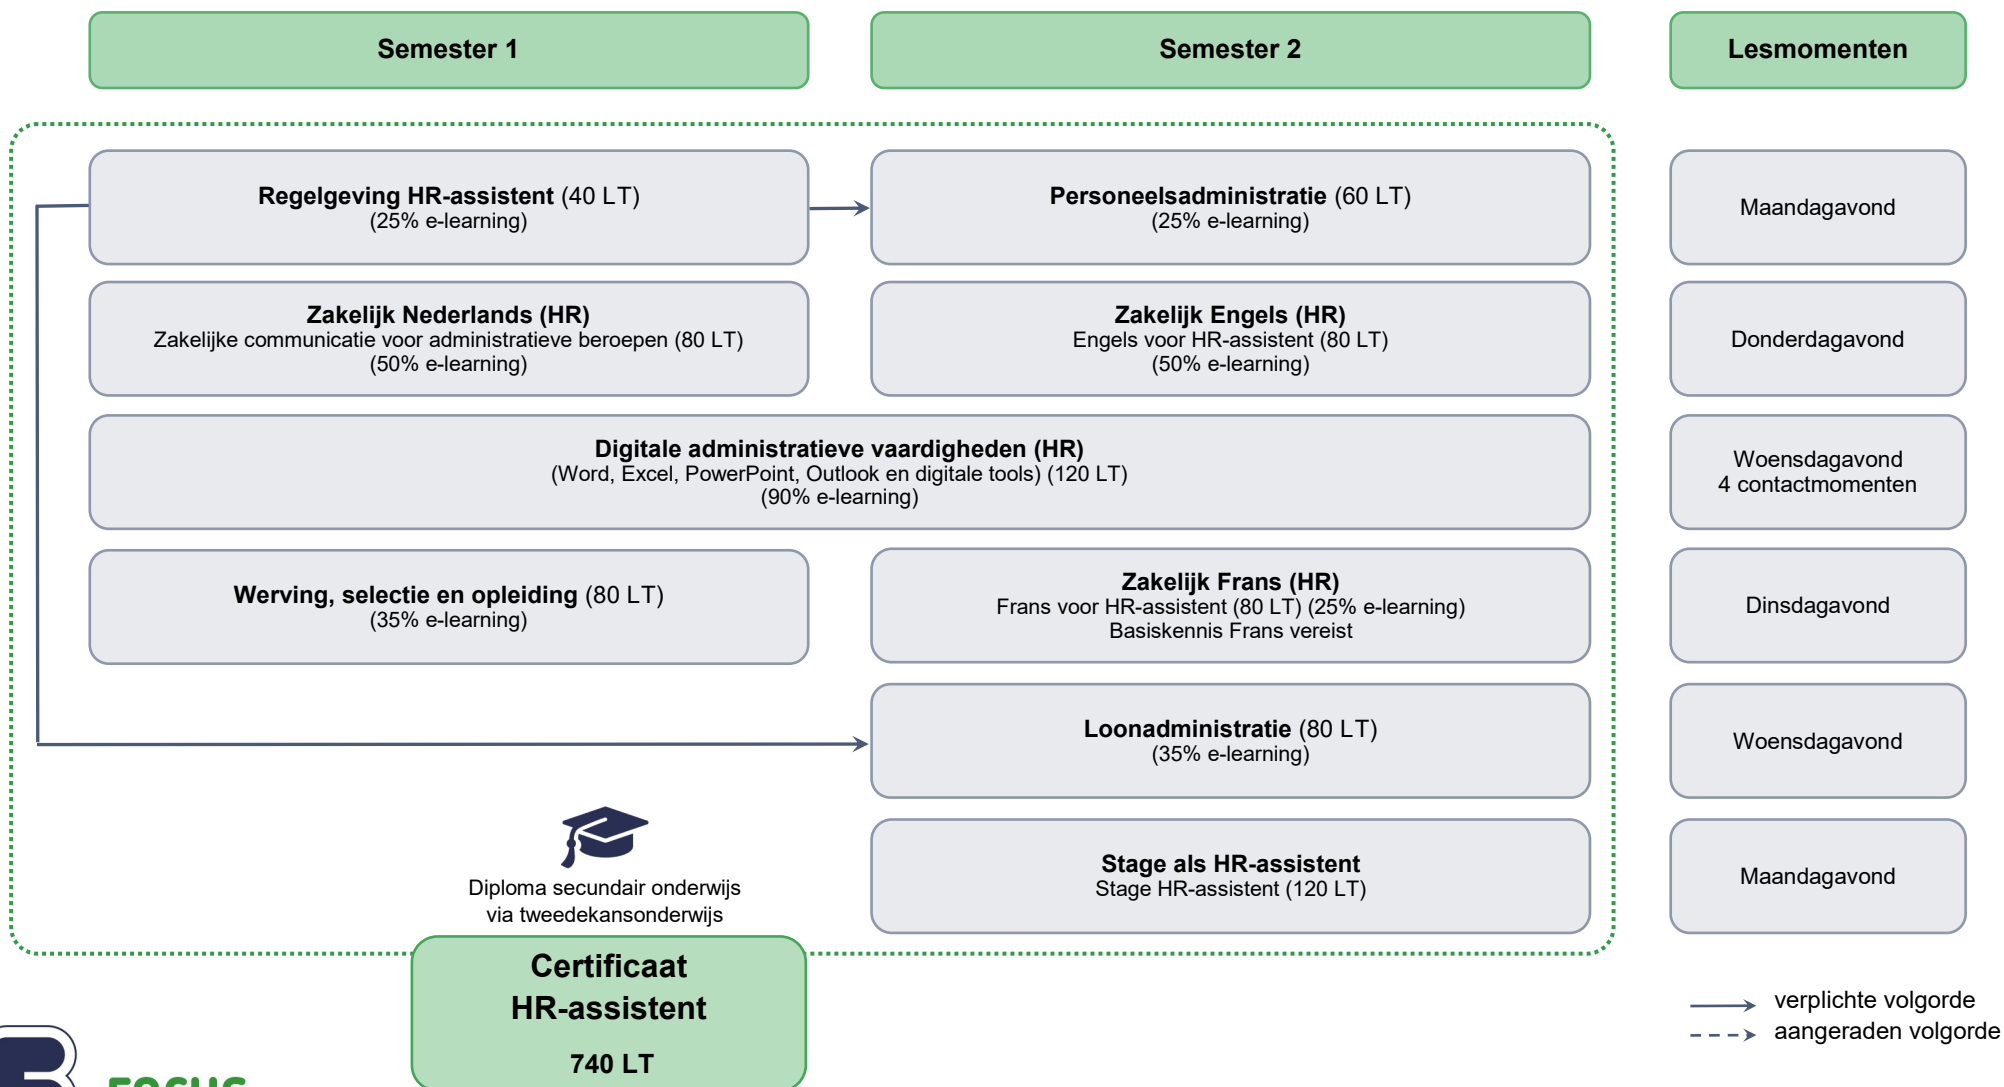 Semester 1
Semester 2
Lesmomenten
Regelgeving HR-assistent (40 LT)
(25% e-learning)
Personeelsadministratie (60 LT)
(25% e-learning)
Maandagavond
Zakelijk Nederlands (HR)
Zakelijke communicatie voor administratieve beroepen (80 LT)
(50% e-learning)
Zakelijk Engels (HR)
Engels voor HR-assistent (80 LT)
(50% e-learning)
Donderdagavond
Digitale administratieve vaardigheden (HR)
(Word, Excel, PowerPoint, Outlook en digitale tools) (120 LT)
(90% e-learning)
Woensdagavond
4 contactmomenten
Werving, selectie en opleiding (80 LT)
(35% e-learning)
Zakelijk Frans (HR)
Frans voor HR-assistent (80 LT) (25% e-learning)
Basiskennis Frans vereist
Dinsdagavond
Loonadministratie (80 LT)
(35% e-learning)
Woensdagavond
Diploma secundair onderwijs
via tweedekansonderwijs
Stage als HR-assistent
Stage HR-assistent (120 LT)
Maandagavond
Certificaat
HR-assistent
740 LT
verplichte volgorde
aangeraden volgorde
FOCUS